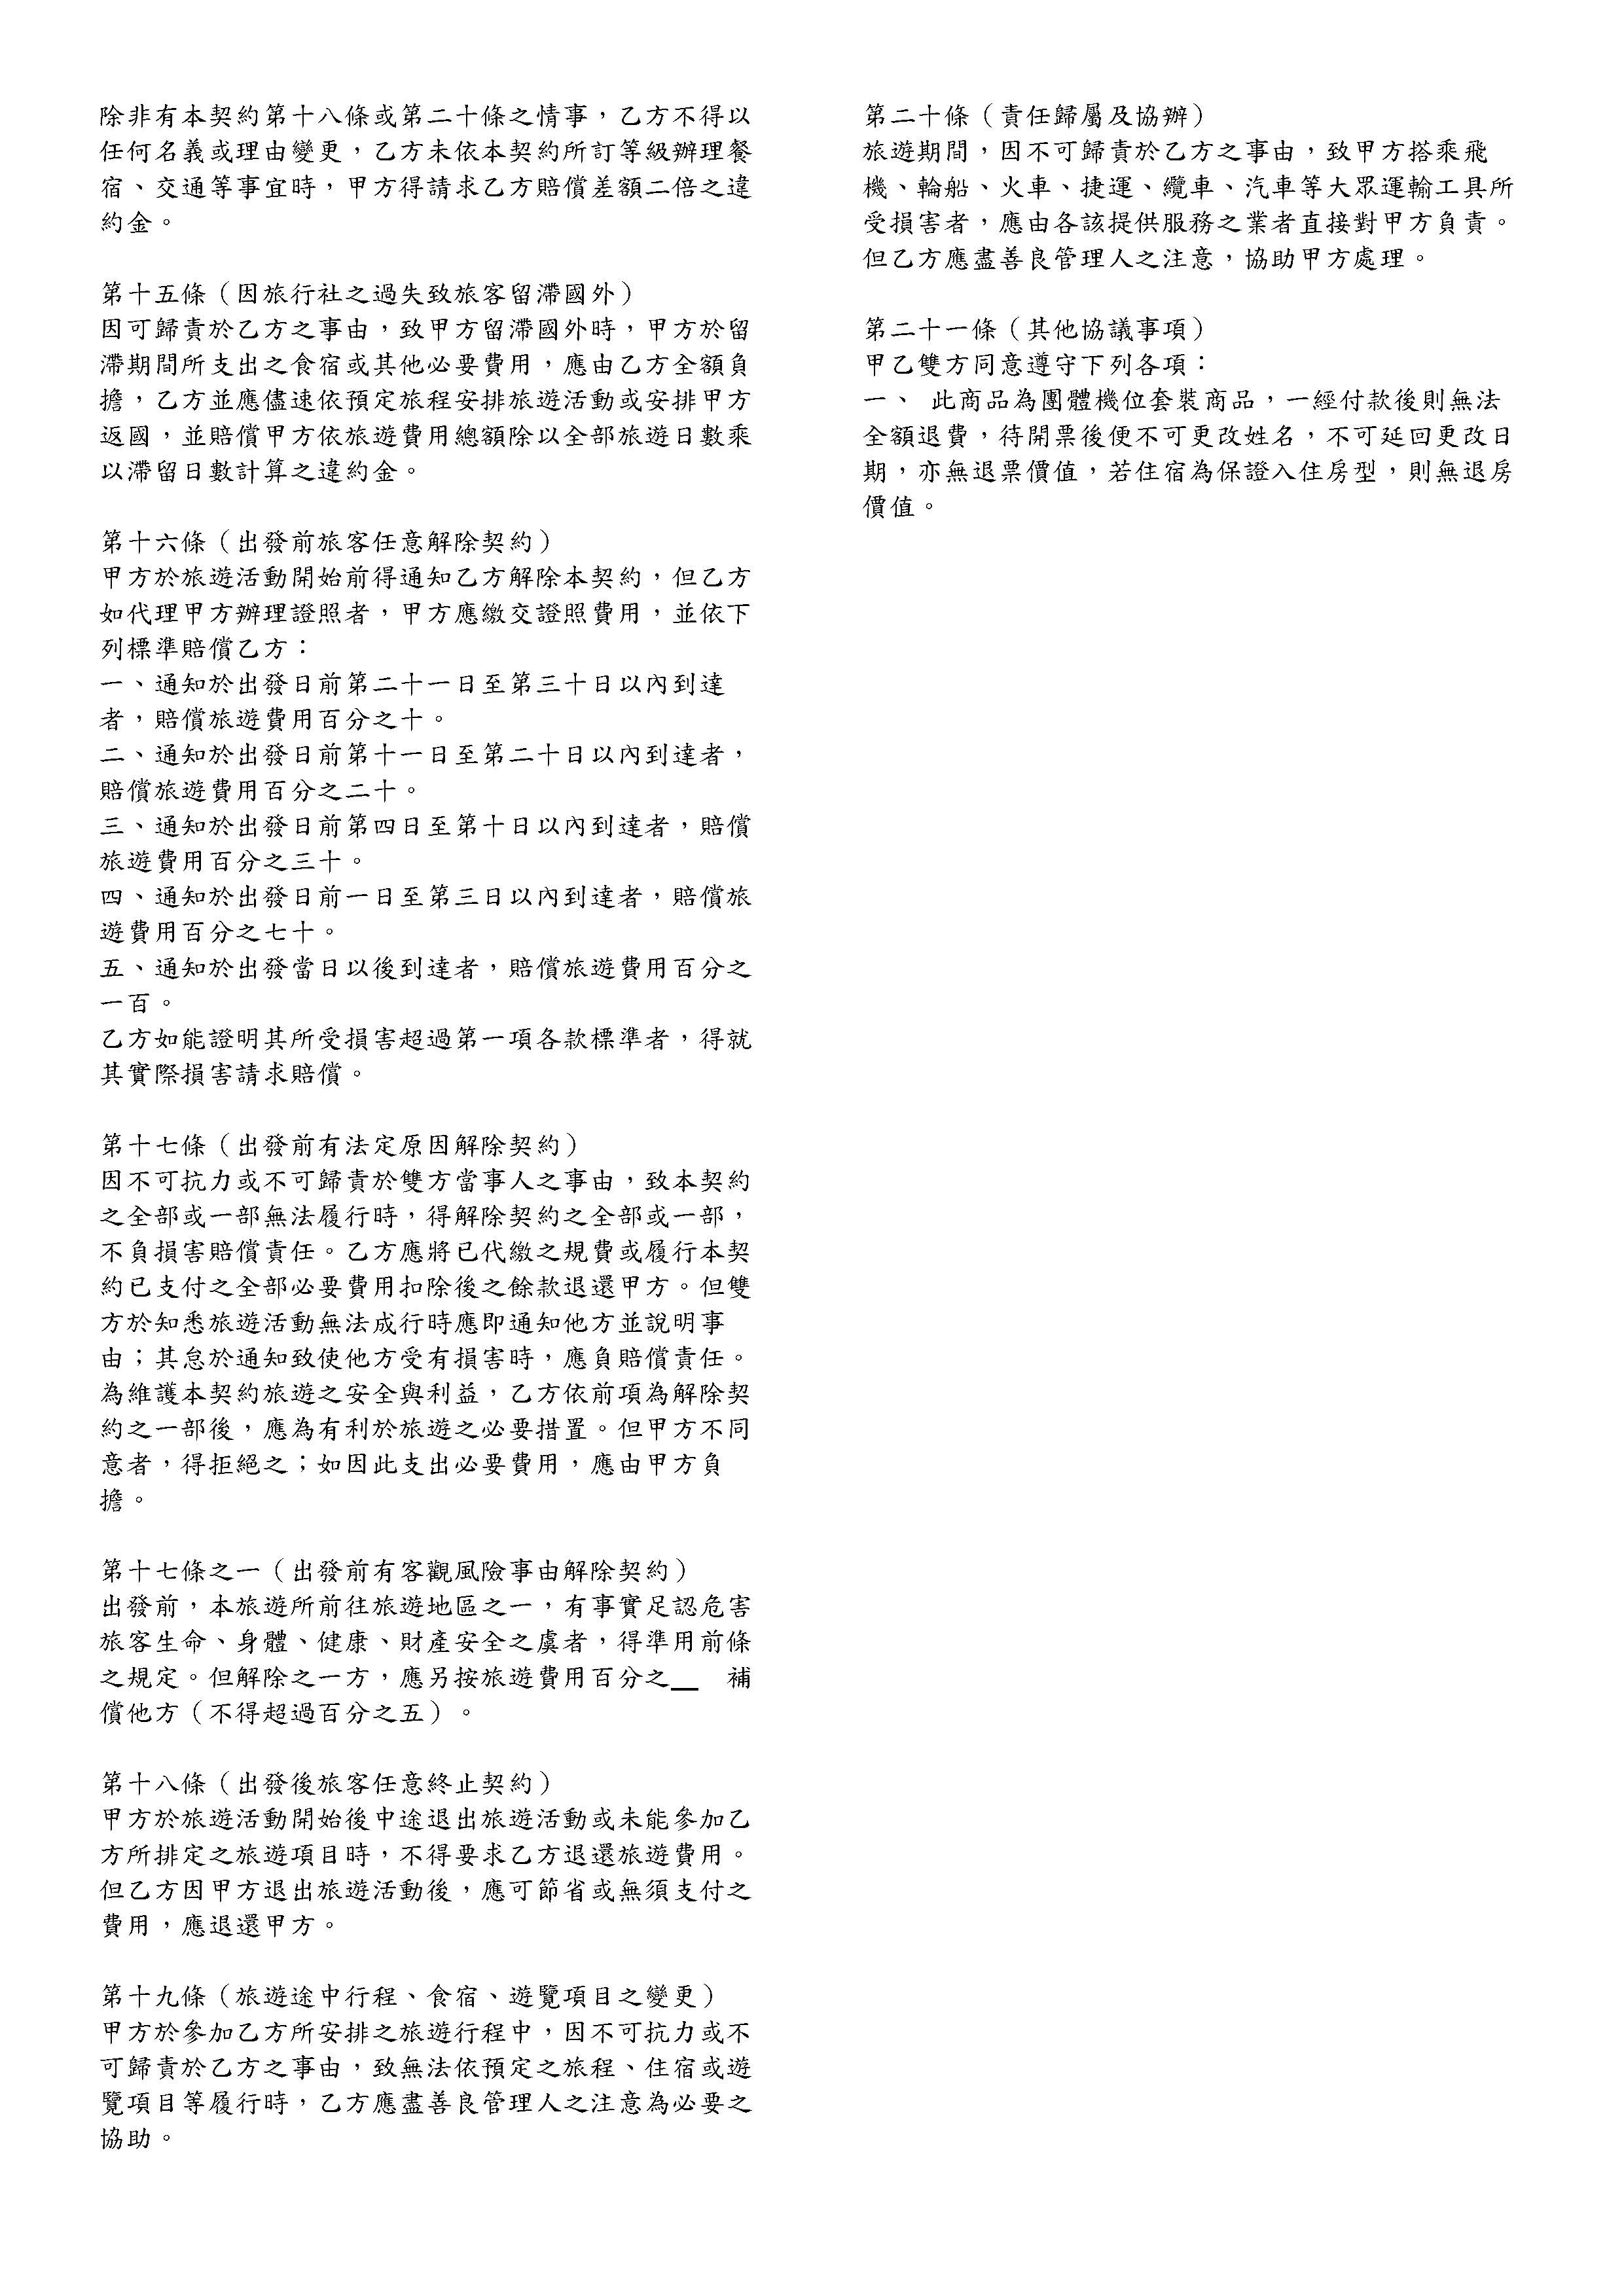 除非有本契約第十八條或第二十條之情事，乙方不得以
任何名義或理由變更，乙方未依本契約所訂等級辦理餐
宿、交通等事宜時，甲方得請求乙方賠償差額二倍之違
約金。
第十五條（因旅行社之過失致旅客留滯國外）
因可歸責於乙方之事由，致甲方留滯國外時，甲方於留
滯期間所支出之食宿或其他必要費用，應由乙方全額負
擔，乙方並應儘速依預定旅程安排旅遊活動或安排甲方
返國，並賠償甲方依旅遊費用總額除以全部旅遊日數乘
以滯留日數計算之違約金。
第十六條（出發前旅客任意解除契約）
甲方於旅遊活動開始前得通知乙方解除本契約，但乙方
如代理甲方辦理證照者，甲方應繳交證照費用，並依下
列標準賠償乙方：
一、通知於出發日前第二十一日至第三十日以內到達
者，賠償旅遊費用百分之十。
二、通知於出發日前第十一日至第二十日以內到達者，
賠償旅遊費用百分之二十。
三、通知於出發日前第四日至第十日以內到達者，賠償
旅遊費用百分之三十。
四、通知於出發日前一日至第三日以內到達者，賠償旅
遊費用百分之七十。
五、通知於出發當日以後到達者，賠償旅遊費用百分之
一百。
乙方如能證明其所受損害超過第一項各款標準者，得就
其實際損害請求賠償。
第十七條（出發前有法定原因解除契約）
因不可抗力或不可歸責於雙方當事人之事由，致本契約
之全部或一部無法履行時，得解除契約之全部或一部，
不負損害賠償責任。乙方應將已代繳之規費或履行本契
約已支付之全部必要費用扣除後之餘款退還甲方。但雙
方於知悉旅遊活動無法成行時應即通知他方並說明事
由；其怠於通知致使他方受有損害時，應負賠償責任。
為維護本契約旅遊之安全與利益，乙方依前項為解除契
約之一部後，應為有利於旅遊之必要措置。但甲方不同
意者，得拒絕之；如因此支出必要費用，應由甲方負
擔。
第十七條之一（出發前有客觀風險事由解除契約）
出發前，本旅遊所前往旅遊地區之一，有事實足認危害
旅客生命、身體、健康、財產安全之虞者，得準用前條
之規定。但解除之一方，應另按旅遊費用百分之__ 補
償他方（不得超過百分之五）。
第十八條（出發後旅客任意終止契約）
甲方於旅遊活動開始後中途退出旅遊活動或未能參加乙
方所排定之旅遊項目時，不得要求乙方退還旅遊費用。
但乙方因甲方退出旅遊活動後，應可節省或無須支付之
費用，應退還甲方。
第十九條（旅遊途中行程、食宿、遊覽項目之變更）
甲方於參加乙方所安排之旅遊行程中，因不可抗力或不
可歸責於乙方之事由，致無法依預定之旅程、住宿或遊
覽項目等履行時，乙方應盡善良管理人之注意為必要之
協助。
第二十條（責任歸屬及協辦）
旅遊期間，因不可歸責於乙方之事由，致甲方搭乘飛
機、輪船、火車、捷運、纜車、汽車等大眾運輸工具所
受損害者，應由各該提供服務之業者直接對甲方負責。
但乙方應盡善良管理人之注意，協助甲方處理。
第二十一條（其他協議事項）
甲乙雙方同意遵守下列各項：
一、 此商品為團體機位套裝商品，一經付款後則無法
全額退費，待開票後便不可更改姓名，不可延回更改日
期，亦無退票價值，若住宿為保證入住房型，則無退房
價值。